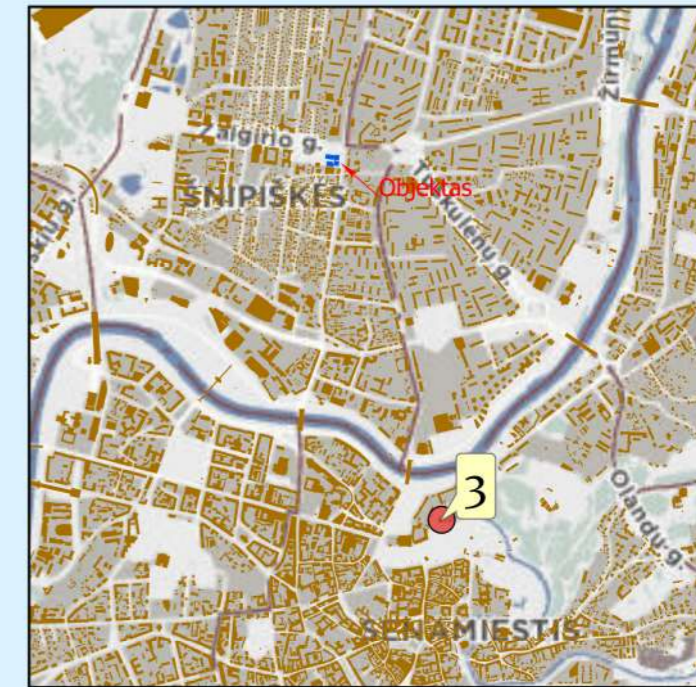 Žirmūnų
Žalgirio g.
Objektas
ŠNIPIŠKĖS
Tuskulėnų g.
3
Olandų g.
SENAMIESTIS